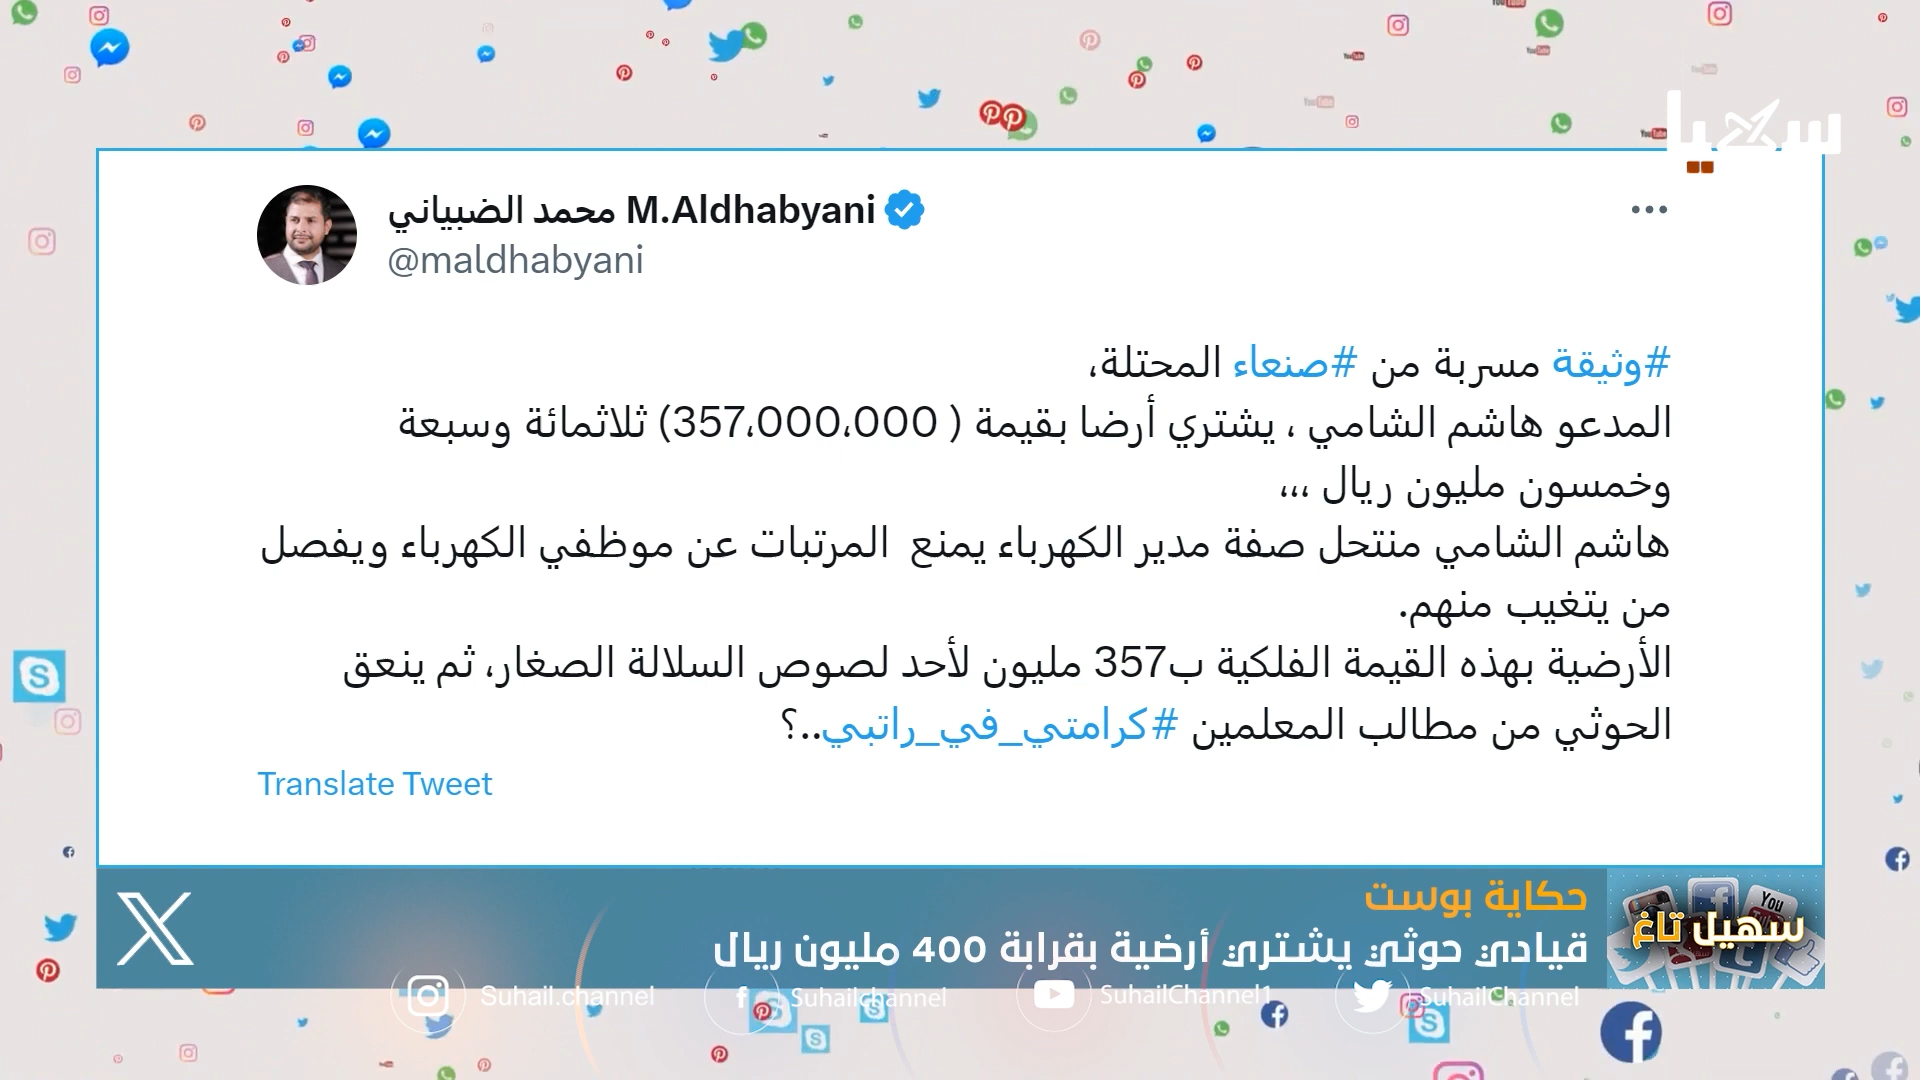 سهيل
محمد الضبياني M.Aldhabyani
@maldhabyani
#وثيقة مسربة من #صنعاء المحتلة،
المدعو هاشم الشامي ، يشتري أرضا بقيمة ( 357،000،000) ثلاثمائة وسبعة
وخمسون مليون ريال ،،،
هاشم الشامي منتحل صفة مدير الكهرباء يمنع المرتبات عن موظفي الكهرباء ويفصل
من يتغيب منهم.
الأرضية بهذه القيمة الفلكية ب357 مليون لأحد لصوص السلالة الصغار، ثم ينعق
الحوثي من مطالب المعلمين #كرامتي_في_راتبي..؟
Translate Tweet
حكاية بوست
قيادي حوثي يشتري أرضية بقرابة 400 مليون ريال
سهيل تاغ
Suhail.channel
Suhailchannel
SuhailChannel1
SuhailChannel